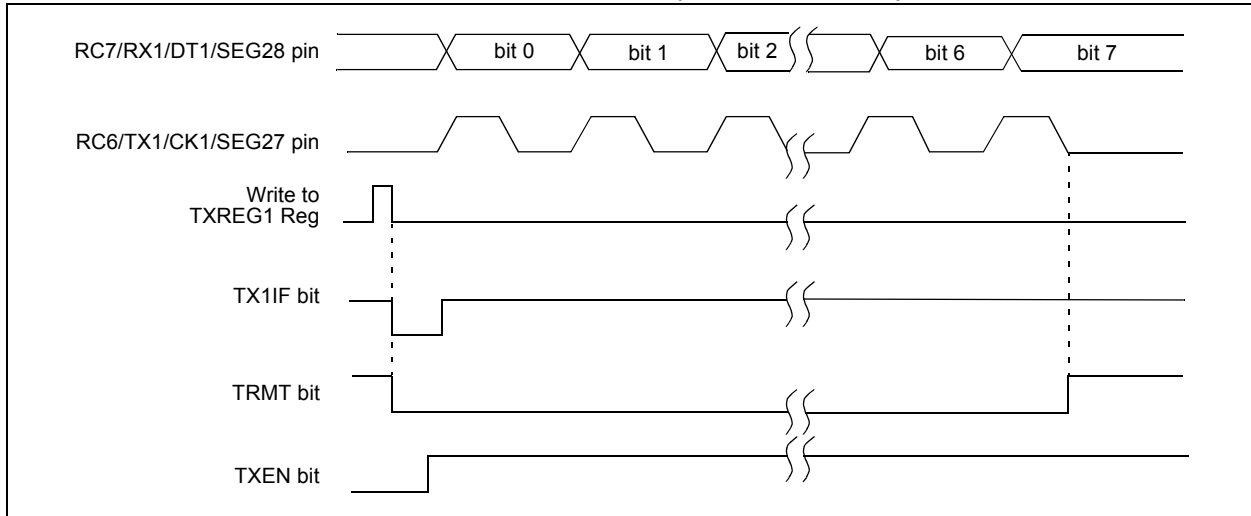 RC7/RX1/DT1/SEG28 pin
bit 0 bit 1 bit 2 bit 6 bit 7
RC6/TX1/CK1/SEG27 pin
Write to
TXREG1 Reg
TX1IF bit
TRMT bit
TXEN bit